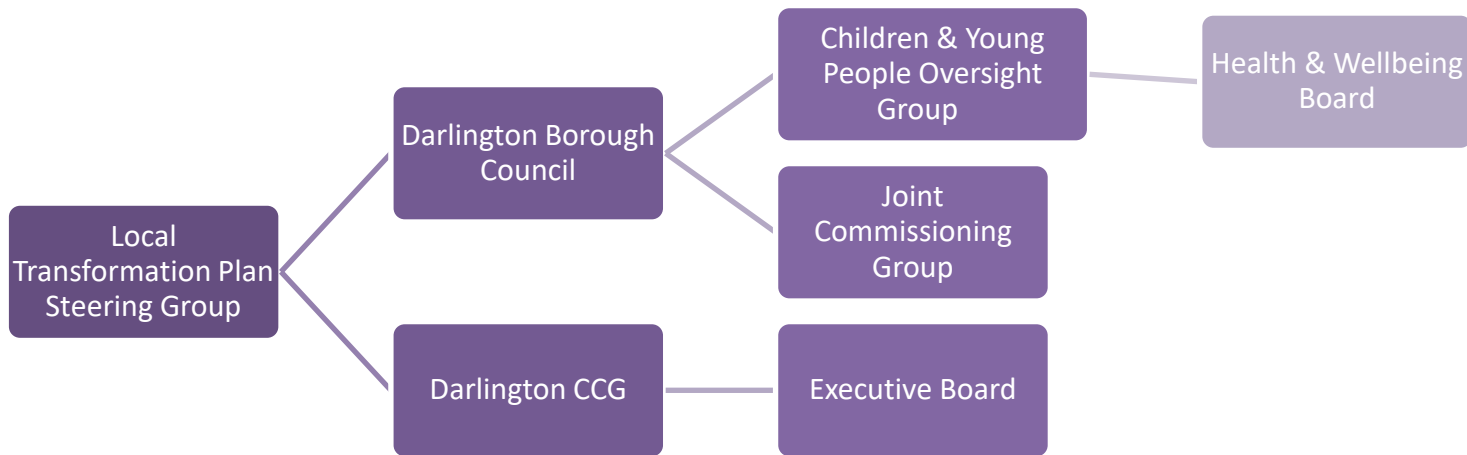 Local
Transformation Plan
Steering Group
Darlington Borough
Council
Darlington CCG
Children & Young
People Oversight
Group
Joint
Commissioning
Group
Executive Board
Health & Wellbeing
Board